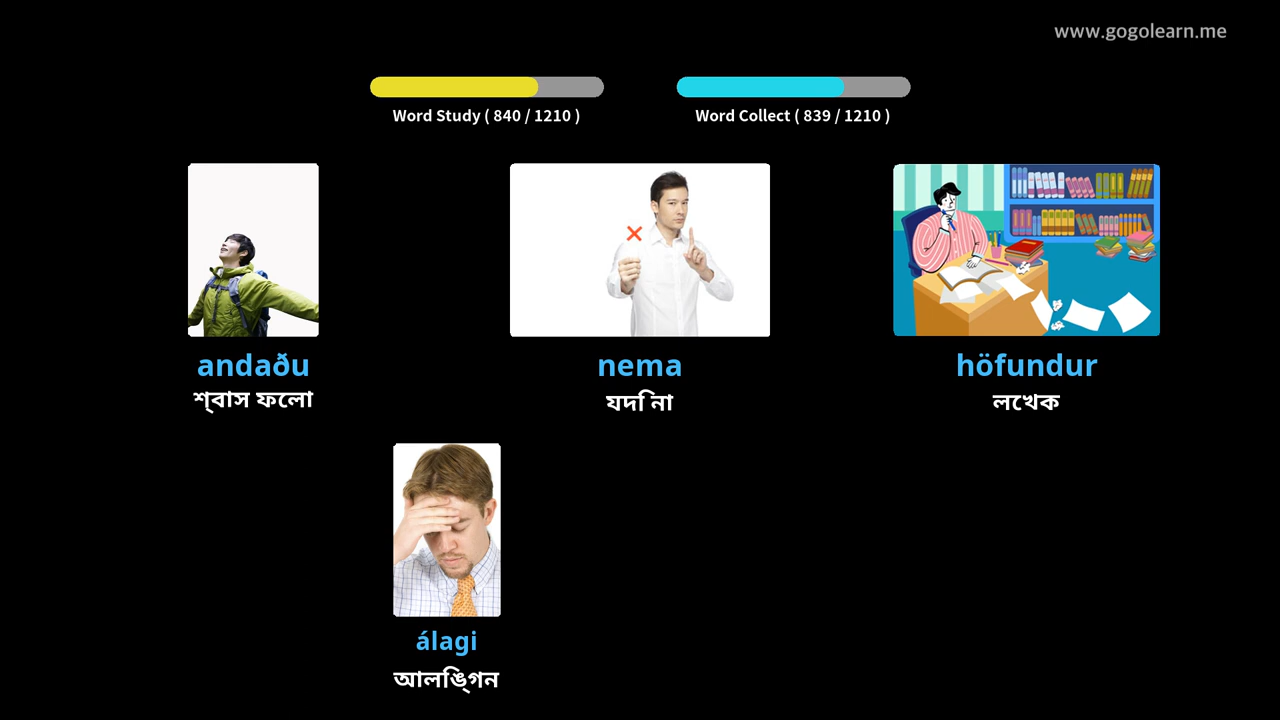 www.gogolearn.me
Word Study ( 840 / 1210 )
Word Collect ( 839 / 1210 )
andaðu
শ্বাস ফেলো
nema
যদি না
höfundur
লেখক
álagi
আলিঙ্গন